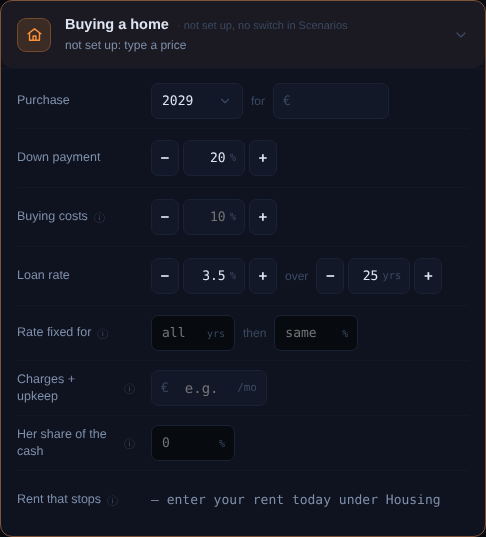 Buying a home · not set up, no switch in Scenarios
not set up: type a price
Purchase 2029 for €
Down payment − 20 % +
Buying costs ⓘ − 10 % +
Loan rate − 3.5 % + over − 25 yrs +
Rate fixed for ⓘ all yrs then same %
Charges +
upkeep ⓘ € e.g. /mo
Her share of the
cash ⓘ 0 %
Rent that stops ⓘ — enter your rent today under Housing